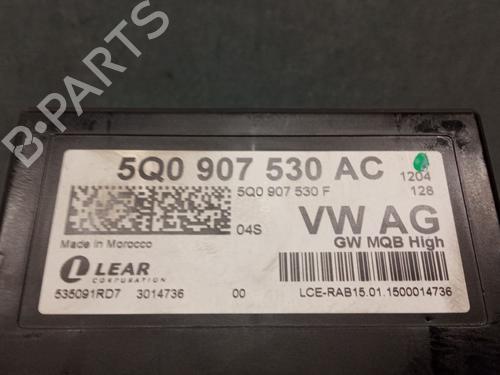 B-PARTS
5Q0 907 530 AC
1204
5Q0 907 530 F
128
04S
VW AG
GW MQB High
Made in Morocco
LEAR
CORPORATION
535091RD7 3014736 00
LCE-RAB15.01.1500014736